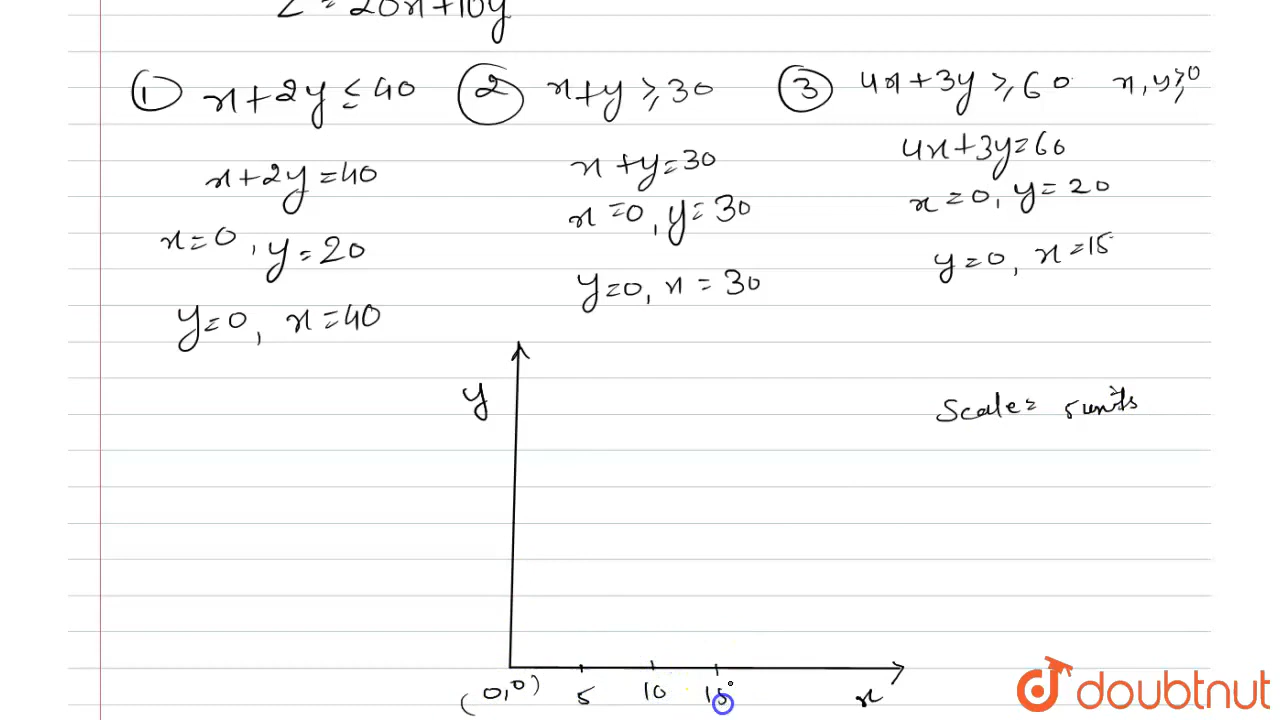 Z = 20x+10y
① x+2y ≤ 40 ② x+y ≥ 30 ③ 4x+3y ≥ 60 x, y ≥ 0
x+2y=40 x+y=30 4x+3y=60
x=0, y=20 x=0, y=30 x=0, y=20
y=0, x=40 y=0, x=30 y=0, x=15
y
Scale= 5 units
(0,0) 5 10 15 x
doubtnut